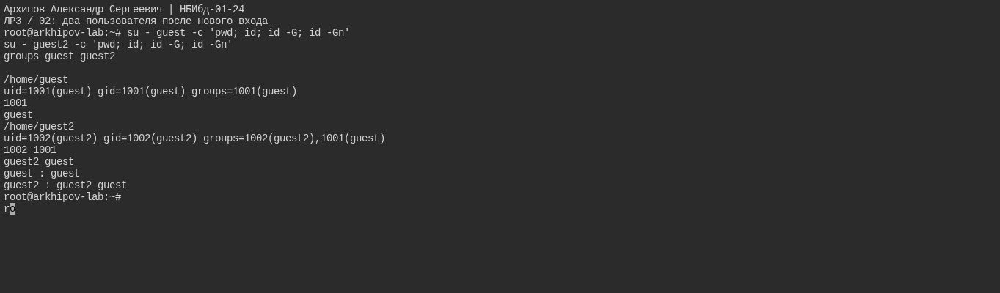 Архипов Александр Сергеевич | НБИбд-01-24
ЛР3 / 02: два пользователя после нового входа
root@arkhipov-lab:~# su - guest -c 'pwd; id; id -G; id -Gn'
su - guest2 -c 'pwd; id; id -G; id -Gn'
groups guest guest2
/home/guest
uid=1001(guest) gid=1001(guest) groups=1001(guest)
1001
guest
/home/guest2
uid=1002(guest2) gid=1002(guest2) groups=1002(guest2),1001(guest)
1002 1001
guest2 guest
guest : guest
guest2 : guest2 guest
root@arkhipov-lab:~#
ro